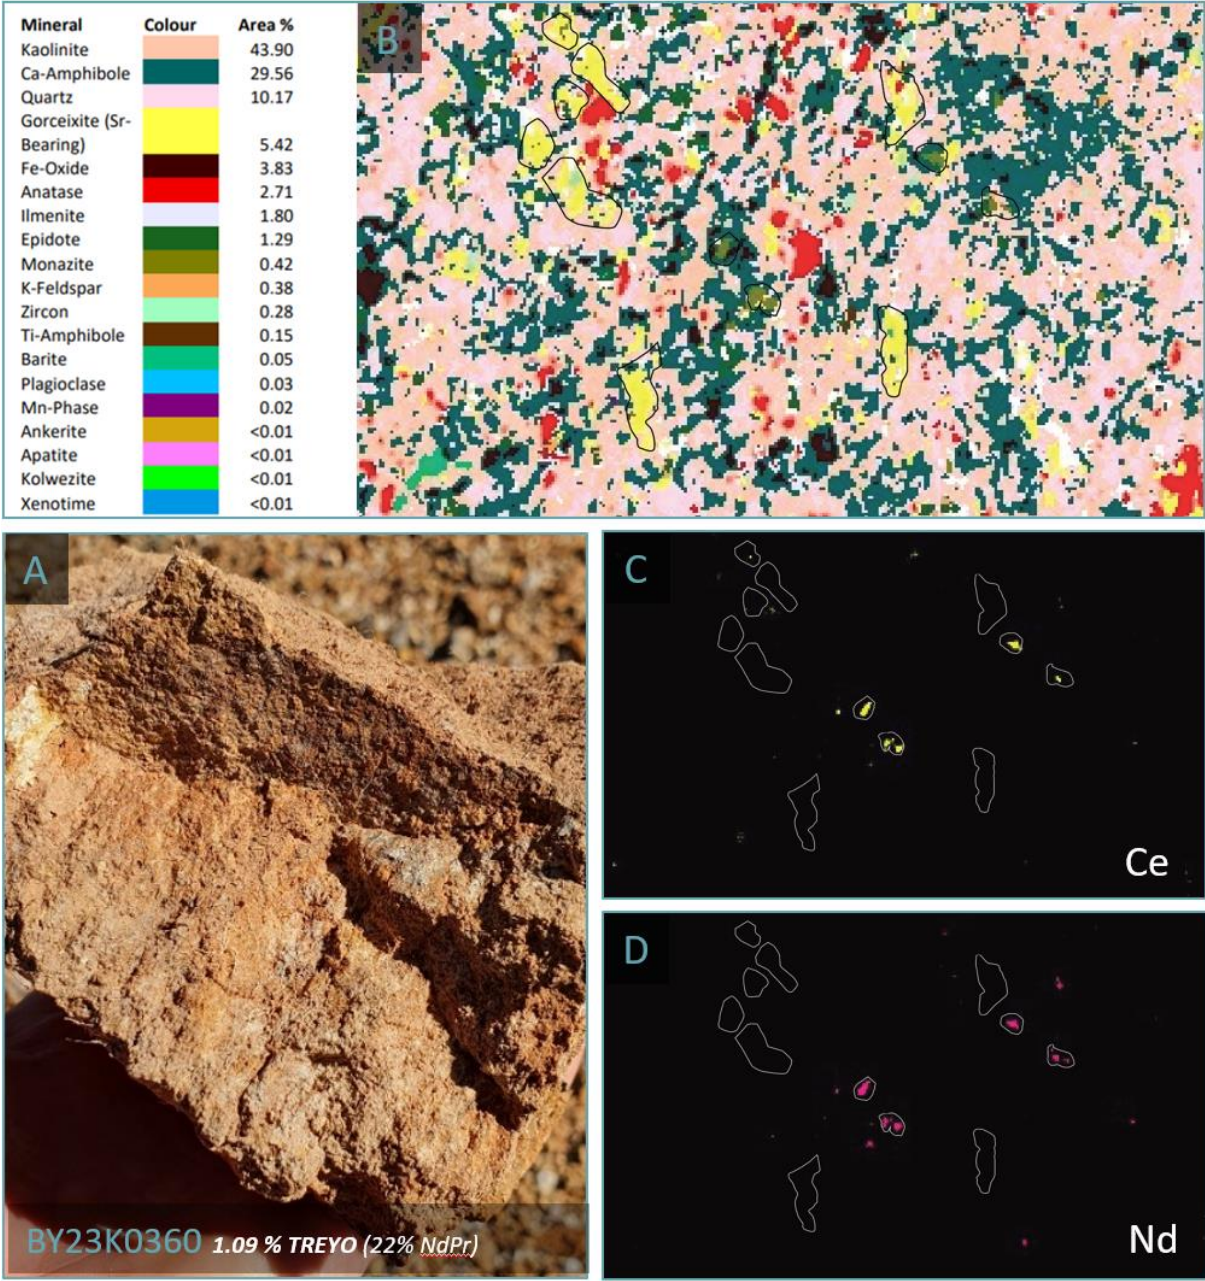 Mineral Colour Area %
Kaolinite 43.90
Ca-Amphibole 29.56
Quartz 10.17
Gorceixite (Sr-
Bearing) 5.42
Fe-Oxide 3.83
Anatase 2.71
Ilmenite 1.80
Epidote 1.29
Monazite 0.42
K-Feldspar 0.38
Zircon 0.28
Ti-Amphibole 0.15
Barite 0.05
Plagioclase 0.03
Mn-Phase 0.02
Ankerite <0.01
Apatite <0.01
Kolwezite <0.01
Xenotime <0.01
B
A
BY23K0360 1.09 % TREYO (22% NdPr)
C
Ce
D
Nd